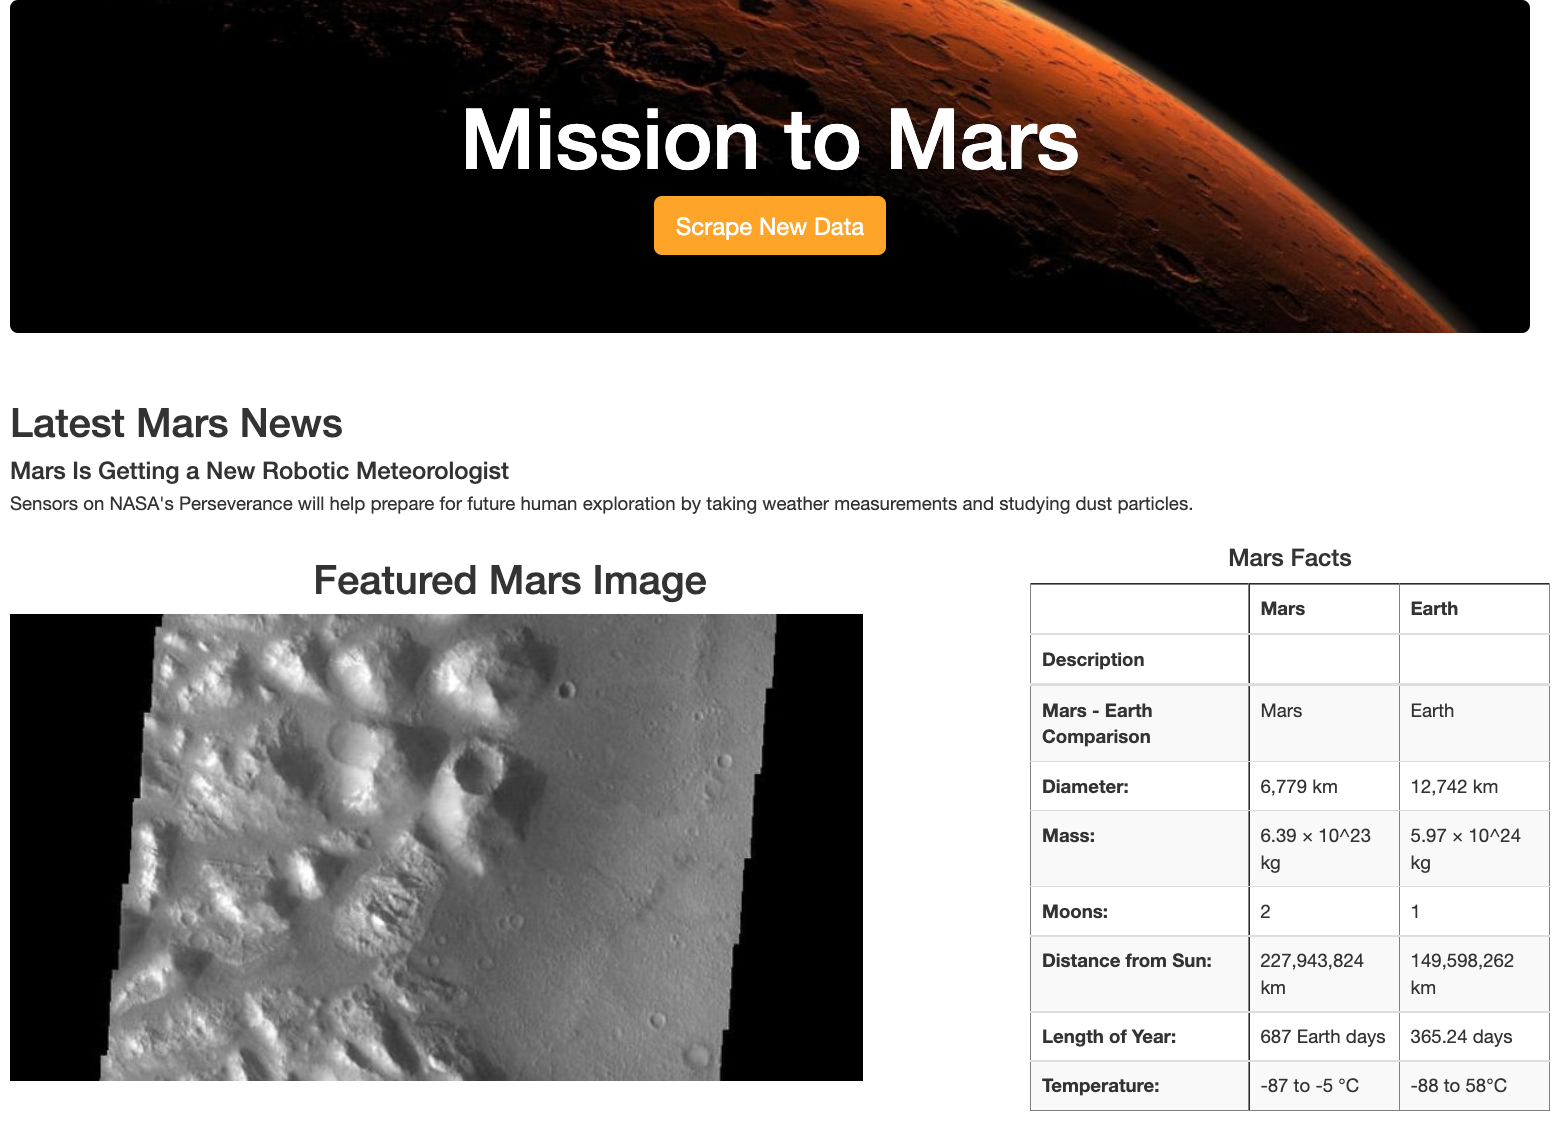 Mission to Mars
Scrape New Data
Latest Mars News
Mars Is Getting a New Robotic Meteorologist
Sensors on NASA's Perseverance will help prepare for future human exploration by taking weather measurements and studying dust particles.
Featured Mars Image
Mars Facts
Mars Earth
Description
Mars - Earth Comparison Mars Earth
Diameter: 6,779 km 12,742 km
Mass: 6.39 × 10^23 kg 5.97 × 10^24 kg
Moons: 2 1
Distance from Sun: 227,943,824 km 149,598,262 km
Length of Year: 687 Earth days 365.24 days
Temperature: -87 to -5 °C -88 to 58°C